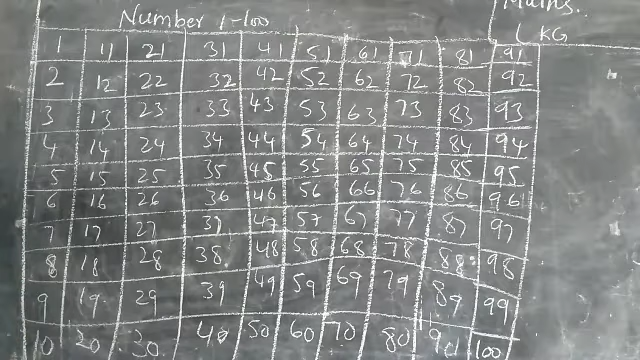 Maths.
Number 1-100
LKG
1 11 21 31 41 51 61 71 81 91
2 12 22 32 42 52 62 72 82 92
3 13 23 33 43 53 63 73 83 93
4 14 24 34 44 54 64 74 84 94
5 15 25 35 45 55 65 75 85 95
6 16 26 36 46 56 66 76 86 96
7 17 27 37 47 57 67 77 87 97
8 18 28 38 48 58 68 78 88 98
9 19 29 39 49 59 69 79 89 99
10 20 30 40 50 60 70 80 90 100